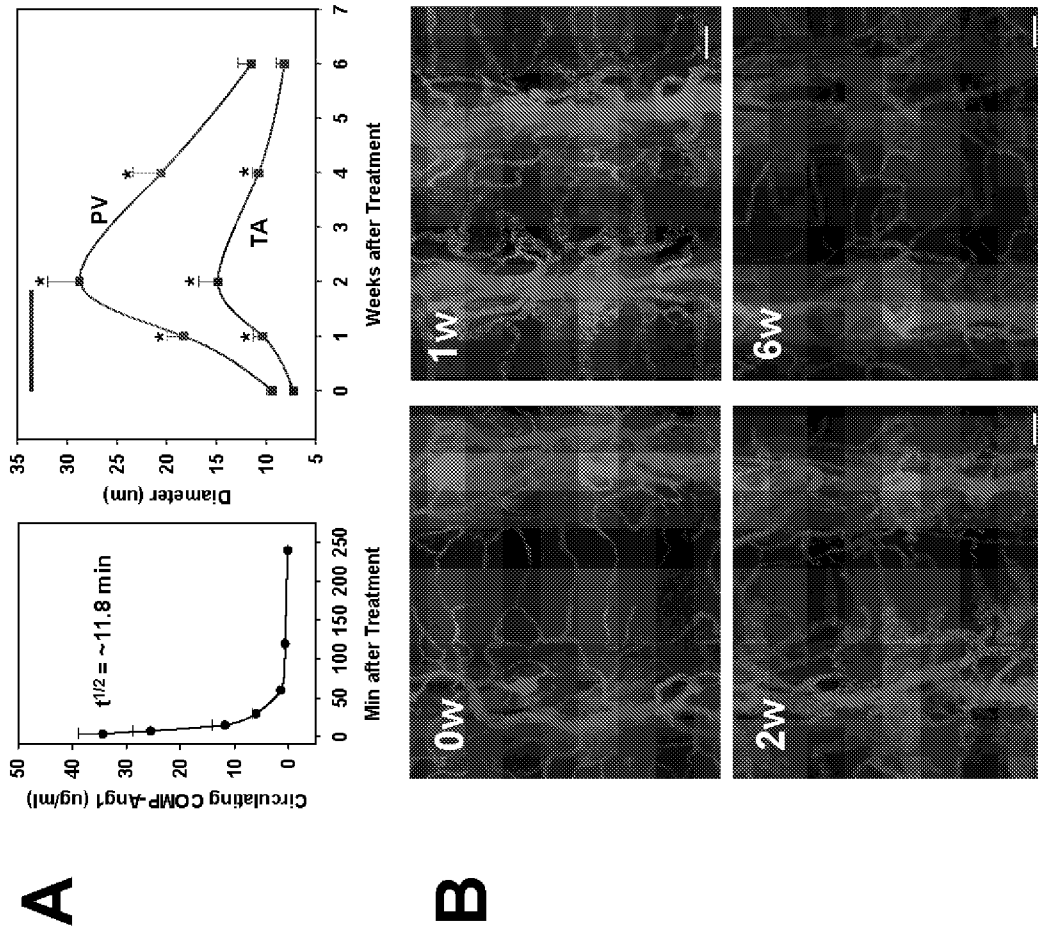 A
Circulating COMP-Ang1 (ug/ml)
50
40
30
20
10
0
t1/2 = ~ 11.8 min
0
50
100
150
200
250
Min after Treatment
Diameter (um)
35
30
25
20
15
10
5
*
*
*
*
*
*
PV
TA
0
1
2
3
4
5
6
7
Weeks after Treatment
B
0w
1w
2w
6w